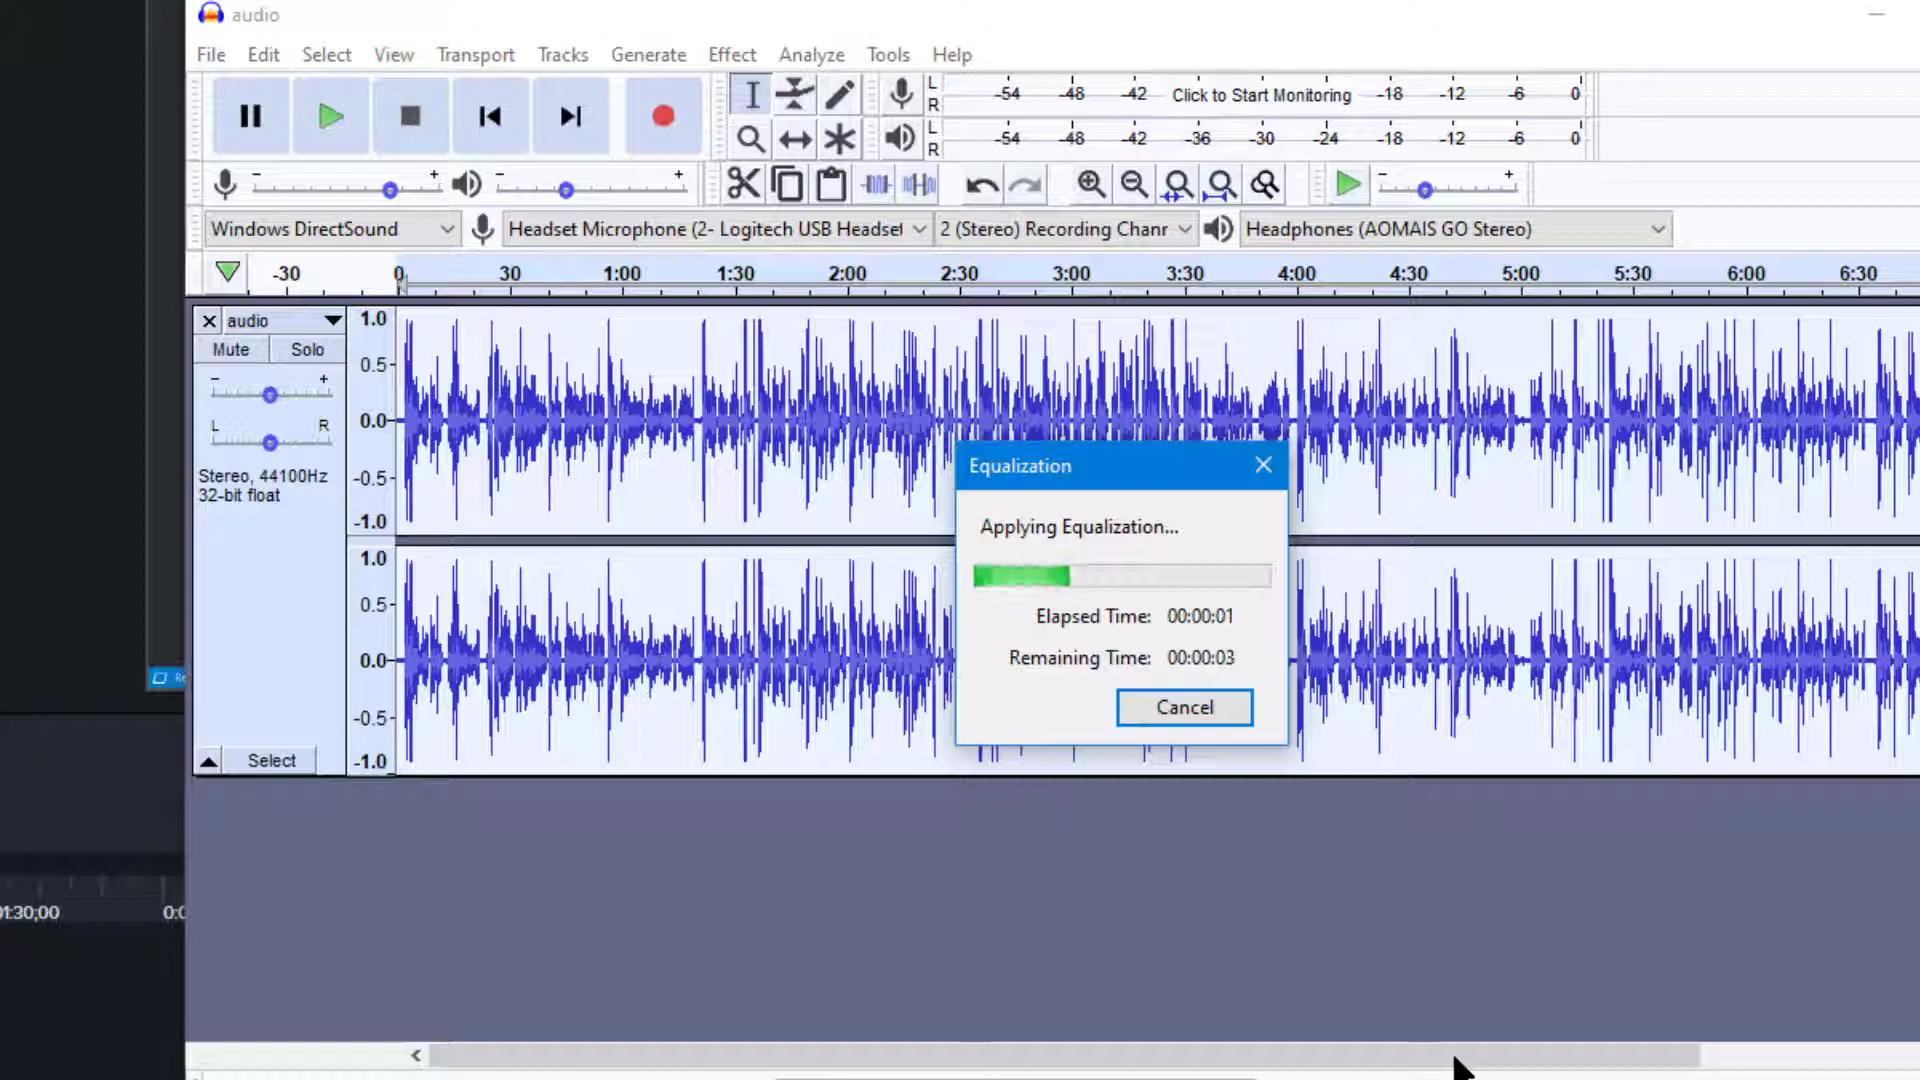 audio
File Edit Select View Transport Tracks Generate Effect Analyze Tools Help
L R -54 -48 -42 Click to Start Monitoring -18 -12 -6 0
L R -54 -48 -42 -36 -30 -24 -18 -12 -6 0
- + - + - +
Windows DirectSound Headset Microphone (2- Logitech USB Headset 2 (Stereo) Recording Chanr Headphones (AOMAIS GO Stereo)
-30 0 30 1:00 1:30 2:00 2:30 3:00 3:30 4:00 4:30 5:00 5:30 6:00 6:30
audio
Mute Solo
- +
L R
Stereo, 44100Hz
32-bit float
Select
1.0
0.5-
0.0-
-0.5-
-1.0
1.0
0.5-
0.0-
-0.5-
-1.0
Equalization
Applying Equalization...
Elapsed Time: 00:00:01
Remaining Time: 00:00:03
Cancel
Re
01:30;00 0:0